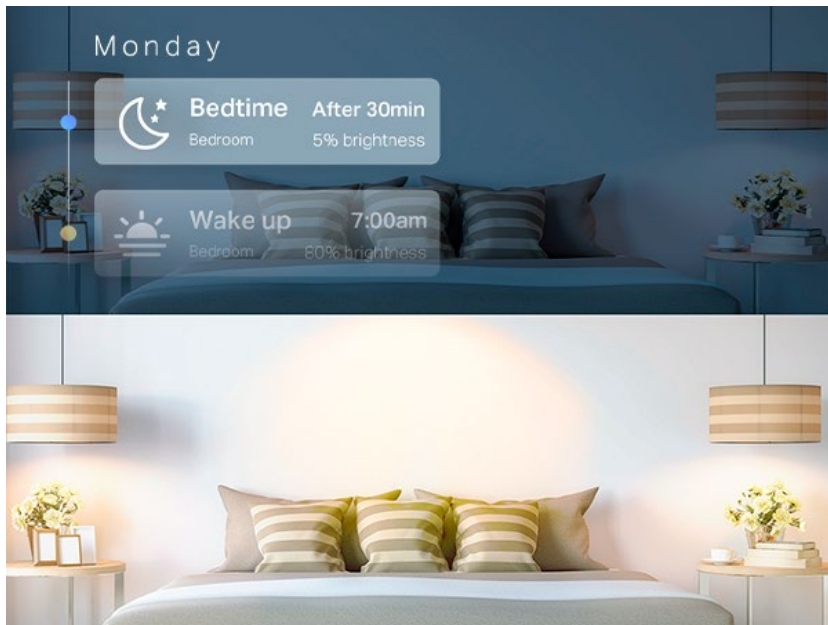 Monday
Bedtime After 30min
Bedroom 5% brightness
Wake up 7:00am
Bedroom 80% brightness